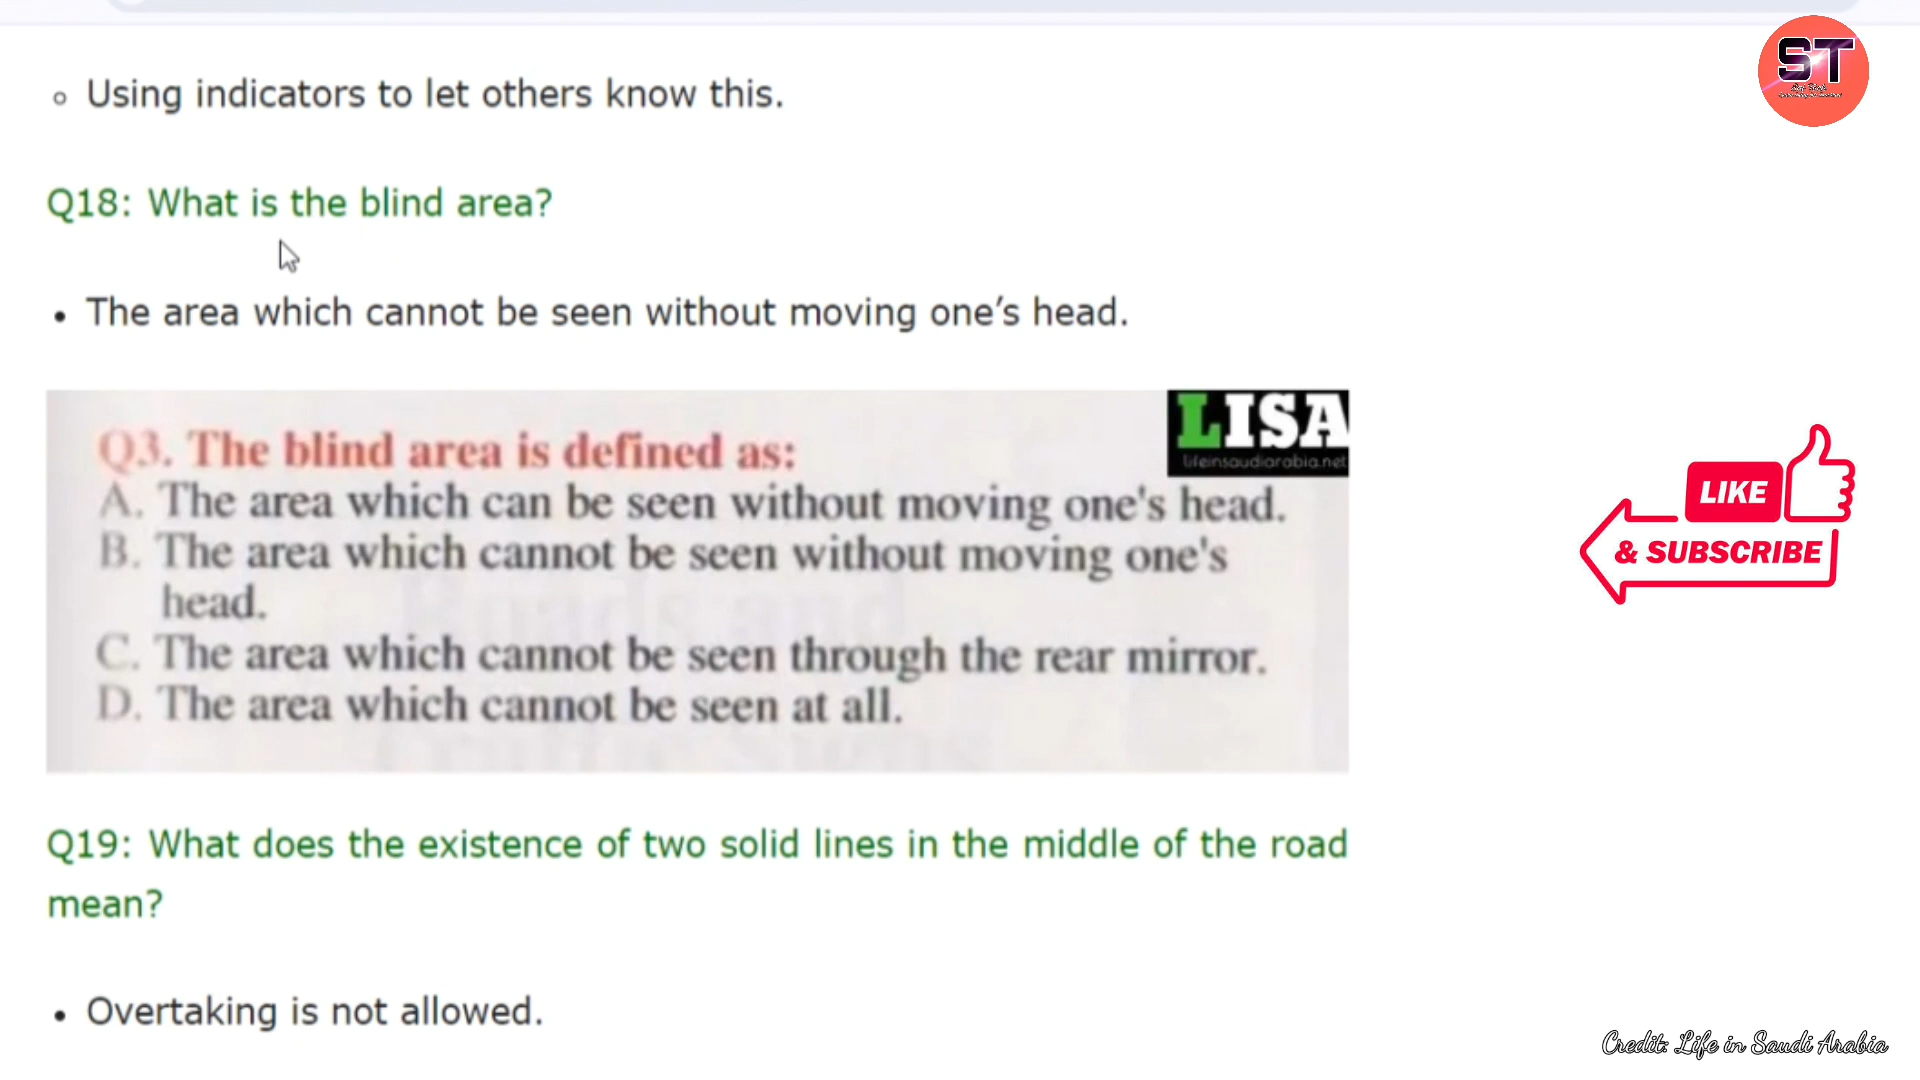 ST
Using indicators to let others know this.
Q18: What is the blind area?
The area which cannot be seen without moving one’s head.
LISA
lifeinsaudiarabia.net
Q3. The blind area is defined as:
A. The area which can be seen without moving one's head.
B. The area which cannot be seen without moving one's
head.
C. The area which cannot be seen through the rear mirror.
D. The area which cannot be seen at all.
LIKE
& SUBSCRIBE
Q19: What does the existence of two solid lines in the middle of the road
mean?
Overtaking is not allowed.
Credit: Life in Saudi Arabia